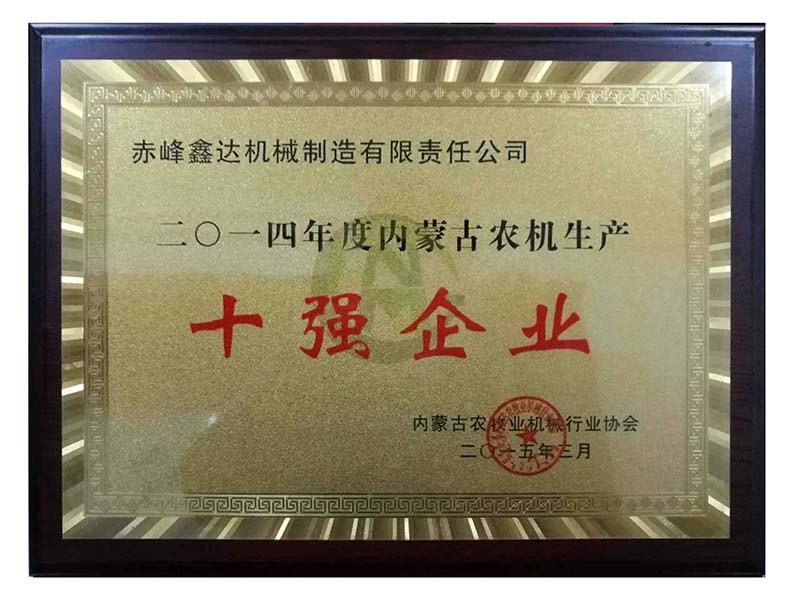 赤峰鑫达机械制造有限责任公司
二〇一四年度内蒙古农机生产
十强企业
内蒙古农牧业机械行业协会
二〇一五年三月